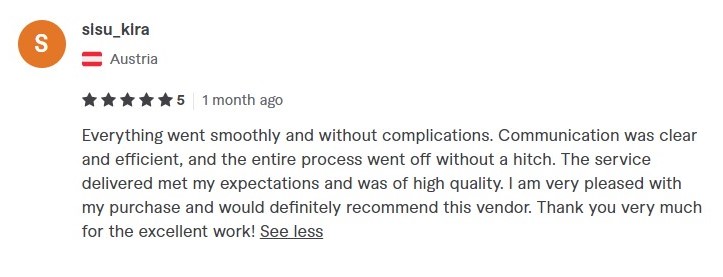 S
sisu_kira
Austria
5 1 month ago
Everything went smoothly and without complications. Communication was clear
and efficient, and the entire process went off without a hitch. The service
delivered met my expectations and was of high quality. I am very pleased with
my purchase and would definitely recommend this vendor. Thank you very much
for the excellent work! See less